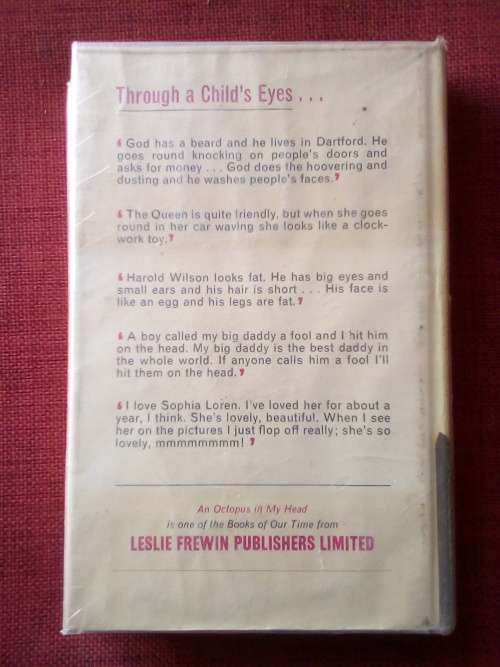 Through a Child's Eyes . . .
‘ God has a beard and he lives in Dartford. He
goes round knocking on people's doors and
asks for money . . . God does the hoovering and
dusting and he washes people's faces.’
‘ The Queen is quite friendly, but when she goes
round in her car waving she looks like a clock-
work toy.’
‘ Harold Wilson looks fat. He has big eyes and
small ears and his hair is short . . . His face is
like an egg and his legs are fat.’
‘ A boy called my big daddy a fool and I hit him
on the head. My big daddy is the best daddy in
the whole world. If anyone calls him a fool I'll
hit them on the head.’
‘ I love Sophia Loren. I've loved her for about a
year, I think. She's lovely, beautiful. When I see
her on the pictures I just flop off really; she's so
lovely, mmmmmmmm! ’
An Octopus in My Head
is one of the Books of Our Time from
LESLIE FREWIN PUBLISHERS LIMITED